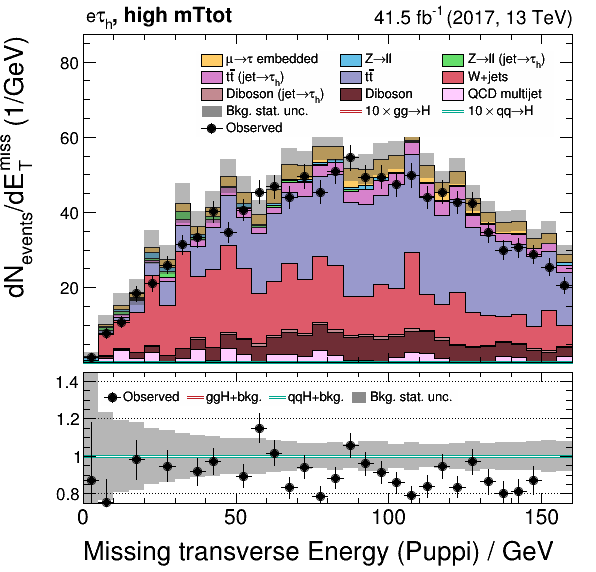 eτh, high mTtot 41.5 fb-1 (2017, 13 TeV)
dNevents/dETmiss (1/GeV)
μ→τ embedded Z→ll Z→ll (jet→τh)
tt̄ (jet→τh) tt̄ W+jets
Diboson (jet→τh) Diboson QCD multijet
Bkg. stat. unc. 10 × gg→H 10 × qq→H
Observed
80
60
40
20
Observed ggH+bkg. qqH+bkg. Bkg. stat. unc.
1.4
1.2
1
0.8
0 50 100 150
Missing transverse Energy (Puppi) / GeV